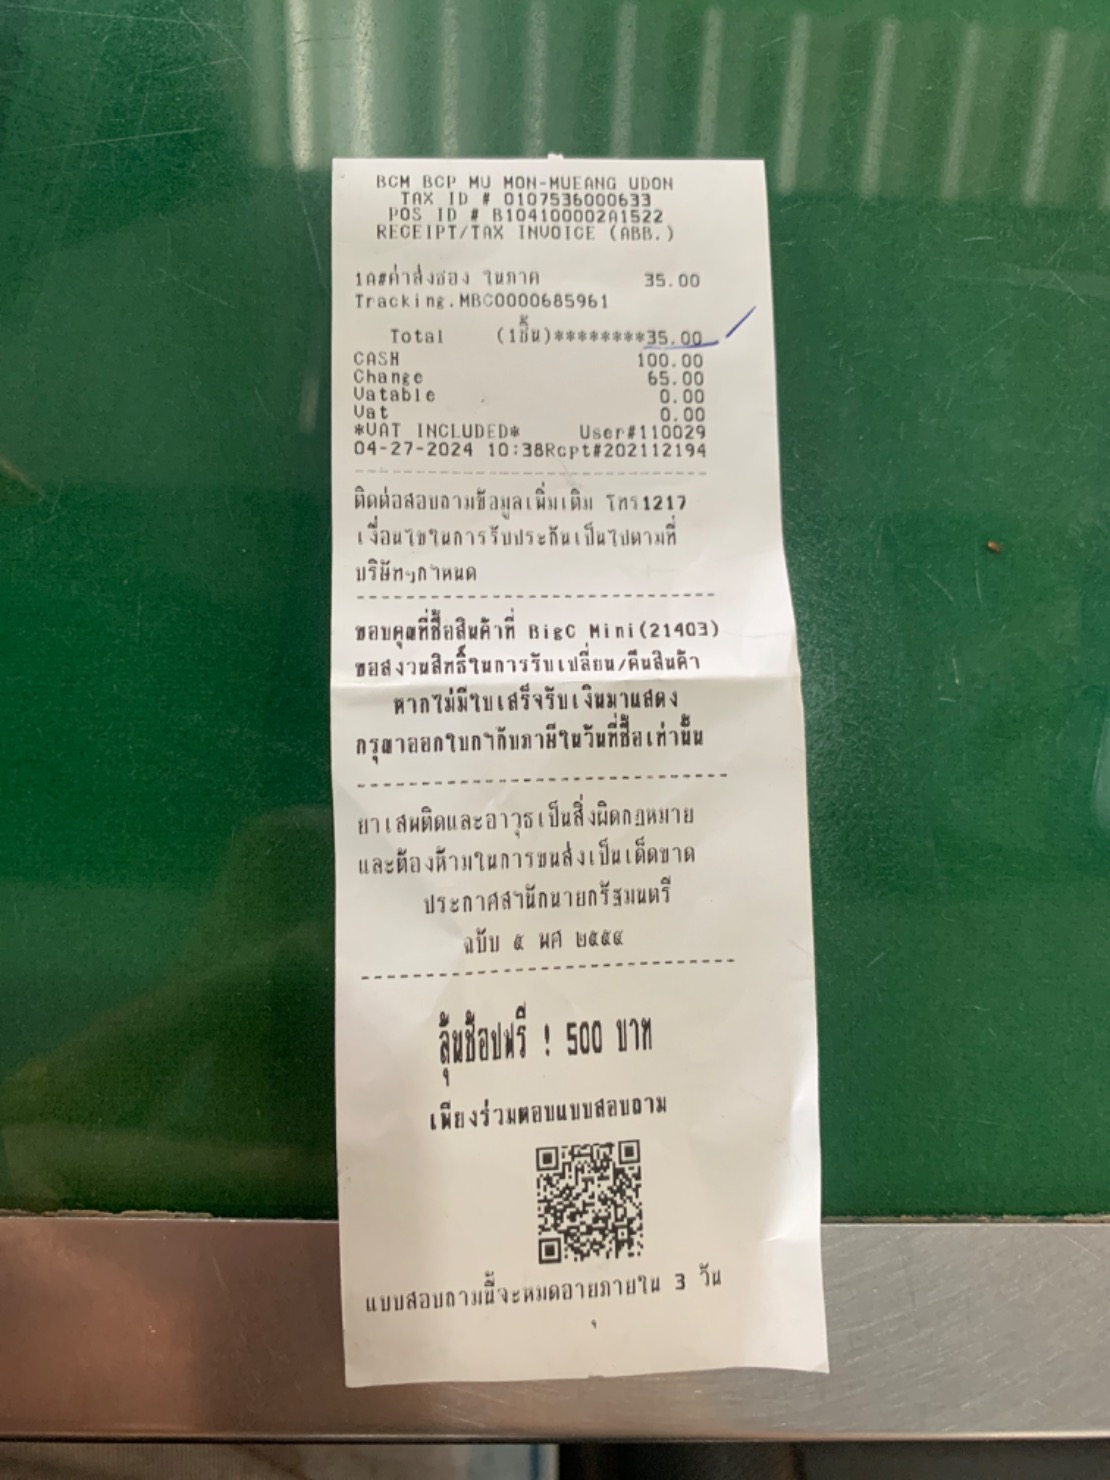 BCM BCP MU MON-MUEANG UDON
TAX ID # 0107536000633
POS ID # B104100002A1522
RECEIPT/TAX INVOICE (ABB.)
1A#ค่าส่งซอง ในภาค 35.00
Tracking.MBC0000685961
Total (1ชิ้น)********35.00
CASH 100.00
Change 65.00
Vatable 0.00
Vat 0.00
*VAT INCLUDED* User#110029
04-27-2024 10:38Rcpt#202112194
ติดต่อสอบถามข้อมูลเพิ่มเติม โทร1217
เงื่อนไขในการรับประกันเป็นไปตามที่
บริษัทฯกำหนด
ขอบคุณที่ซื้อสินค้าที่ BigC Mini(21403)
ขอสงวนสิทธิ์ในการรับเปลี่ยน/คืนสินค้า
หากไม่มีใบเสร็จรับเงินมาแสดง
กรุณาออกใบกำกับภาษีในวันที่ซื้อเท่านั้น
ยาเสพติดและอาวุธเป็นสิ่งผิดกฎหมาย
และต้องห้ามในการขนส่งเป็นเด็ดขาด
ประกาศสำนักนายกรัฐมนตรี
ฉบับ ๕ พศ ๒๕๕๙
ลุ้นช้อปฟรี ! 500 บาท
เพียงร่วมตอบแบบสอบถาม
แบบสอบถามนี้จะหมดอายุภายใน 3 วัน